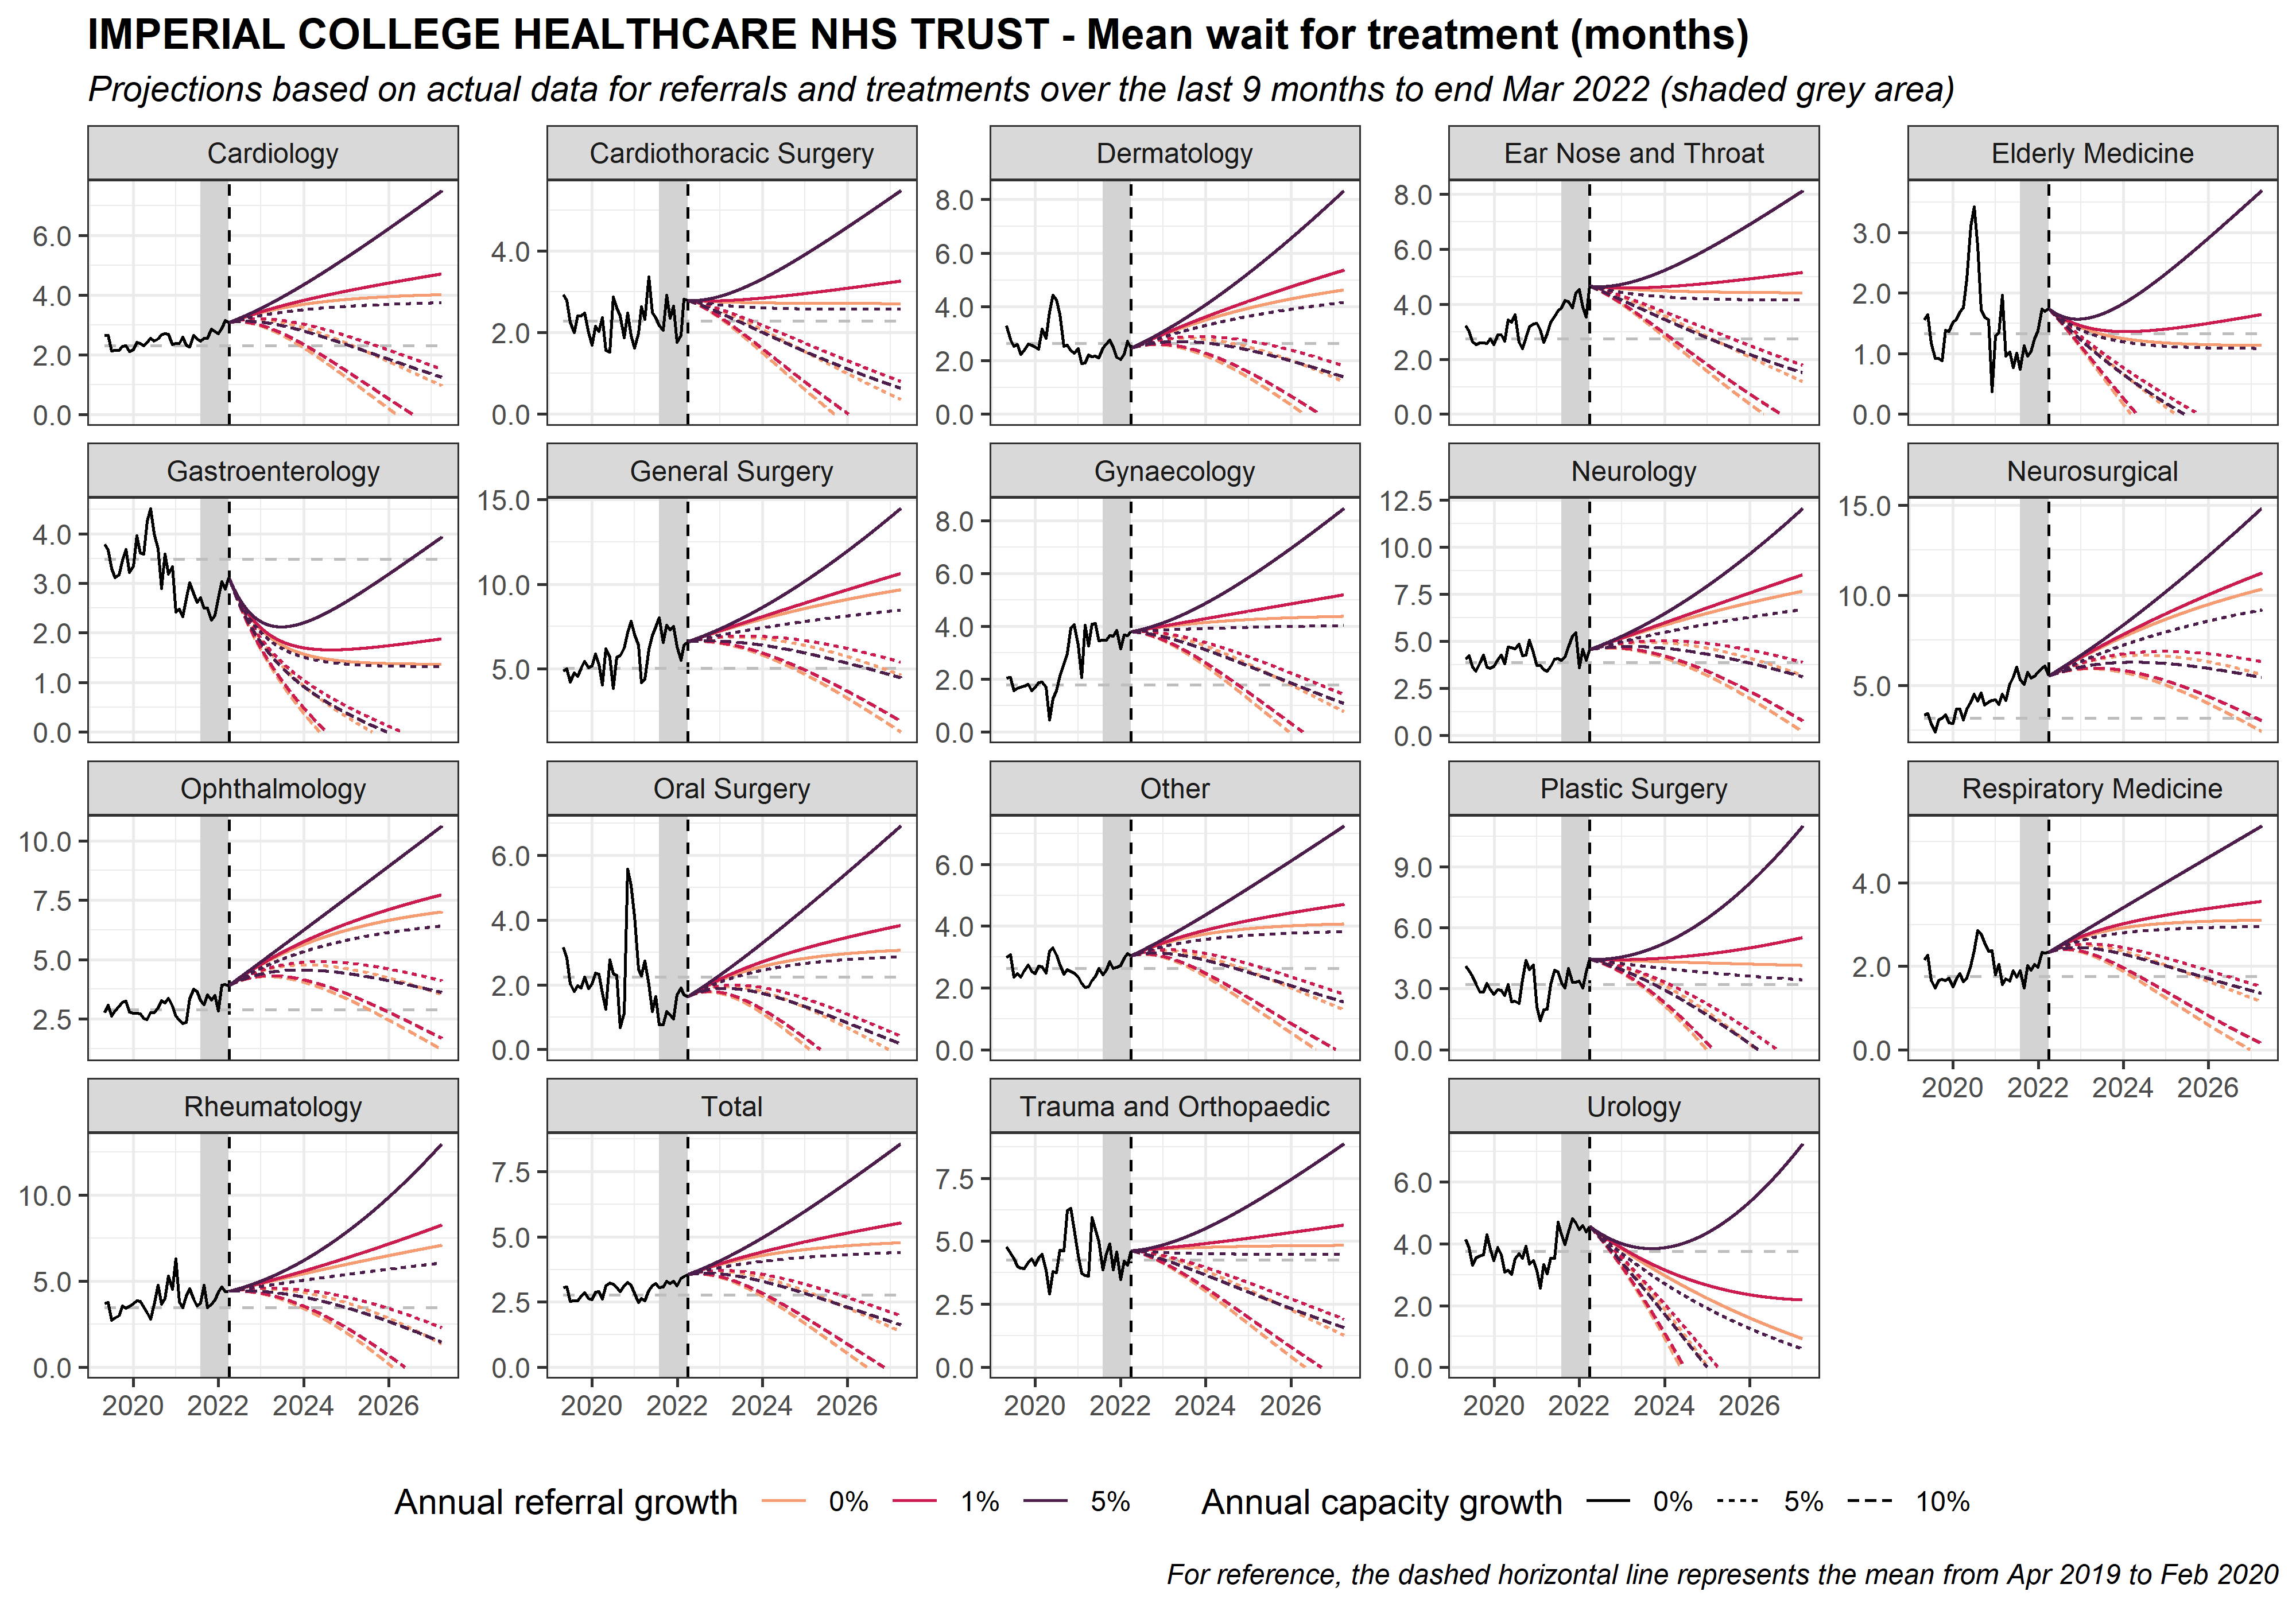 IMPERIAL COLLEGE HEALTHCARE NHS TRUST - Mean wait for treatment (months)
Projections based on actual data for referrals and treatments over the last 9 months to end Mar 2022 (shaded grey area)
Cardiology
6.0
4.0
2.0
0.0
Cardiothoracic Surgery
4.0
2.0
0.0
Dermatology
8.0
6.0
4.0
2.0
0.0
Ear Nose and Throat
8.0
6.0
4.0
2.0
0.0
Elderly Medicine
3.0
2.0
1.0
0.0
Gastroenterology
4.0
3.0
2.0
1.0
0.0
General Surgery
15.0
10.0
5.0
Gynaecology
8.0
6.0
4.0
2.0
0.0
Neurology
12.5
10.0
7.5
5.0
2.5
0.0
Neurosurgical
15.0
10.0
5.0
Ophthalmology
10.0
7.5
5.0
2.5
Oral Surgery
6.0
4.0
2.0
0.0
Other
6.0
4.0
2.0
0.0
Plastic Surgery
9.0
6.0
3.0
0.0
Respiratory Medicine
4.0
2.0
0.0
2020 2022 2024 2026
Rheumatology
10.0
5.0
0.0
2020 2022 2024 2026
Total
7.5
5.0
2.5
0.0
2020 2022 2024 2026
Trauma and Orthopaedic
7.5
5.0
2.5
0.0
2020 2022 2024 2026
Urology
6.0
4.0
2.0
0.0
2020 2022 2024 2026
Annual referral growth 0% 1% 5% Annual capacity growth 0% 5% 10%
For reference, the dashed horizontal line represents the mean from Apr 2019 to Feb 2020